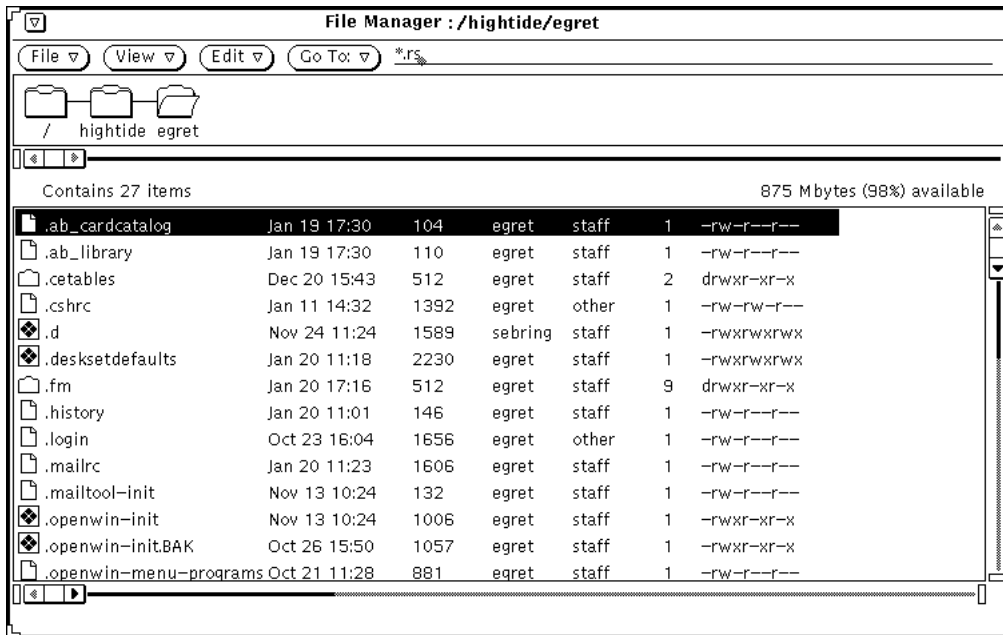 File Manager : /hightide/egret
File View Edit Go To: *.rs
/ hightide egret
Contains 27 items 875 Mbytes (98%) available
.ab_cardcatalog Jan 19 17:30 104 egret staff 1 -rw-r--r--
.ab_library Jan 19 17:30 110 egret staff 1 -rw-r--r--
.cetables Dec 20 15:43 512 egret staff 2 drwxr-xr-x
.cshrc Jan 11 14:32 1392 egret other 1 -rw-rw-r--
.d Nov 24 11:24 1589 sebring staff 1 -rwxrwxrwx
.desksetdefaults Jan 20 11:18 2230 egret staff 1 -rwxrwxrwx
.fm Jan 20 17:16 512 egret staff 9 drwxr-xr-x
.history Jan 20 11:01 146 egret staff 1 -rw-r--r--
.login Oct 23 16:04 1656 egret other 1 -rw-r--r--
.mailrc Jan 20 11:23 1606 egret staff 1 -rw-r--r--
.mailtool-init Nov 13 10:24 132 egret staff 1 -rw-r--r--
.openwin-init Nov 13 10:24 1006 egret staff 1 -rwxr-xr-x
.openwin-init.BAK Oct 26 15:50 1057 egret staff 1 -rwxr-xr-x
.openwin-menu-programs Oct 21 11:28 881 egret staff 1 -rw-r--r--